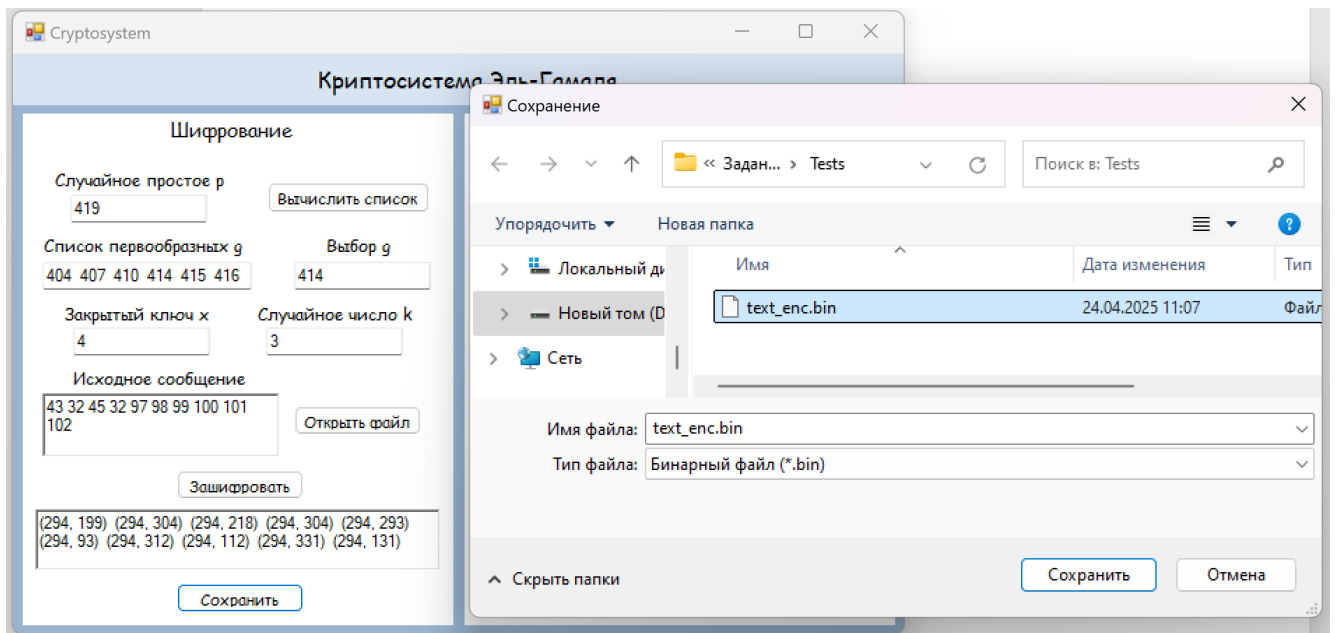 Cryptosystem
Криптосистема Эль-Гамаля
Шифрование
Случайное простое p
419
Вычислить список
Список первообразных g
Выбор g
404 407 410 414 415 416
414
Закрытый ключ x
Случайное число k
4
3
Исходное сообщение
43 32 45 32 97 98 99 100 101
102
Открыть файл
Зашифровать
(294, 199) (294, 304) (294, 218) (294, 304) (294, 293)
(294, 93) (294, 312) (294, 112) (294, 331) (294, 131)
Сохранить
Сохранение
« Задан... › Tests
Поиск в: Tests
Упорядочить
Новая папка
?
Имя
Дата изменения
Тип
Локальный ди
Новый том (D
Сеть
text_enc.bin
24.04.2025 11:07
Файл
Имя файла: text_enc.bin
Тип файла: Бинарный файл (*.bin)
Скрыть папки
Сохранить
Отмена